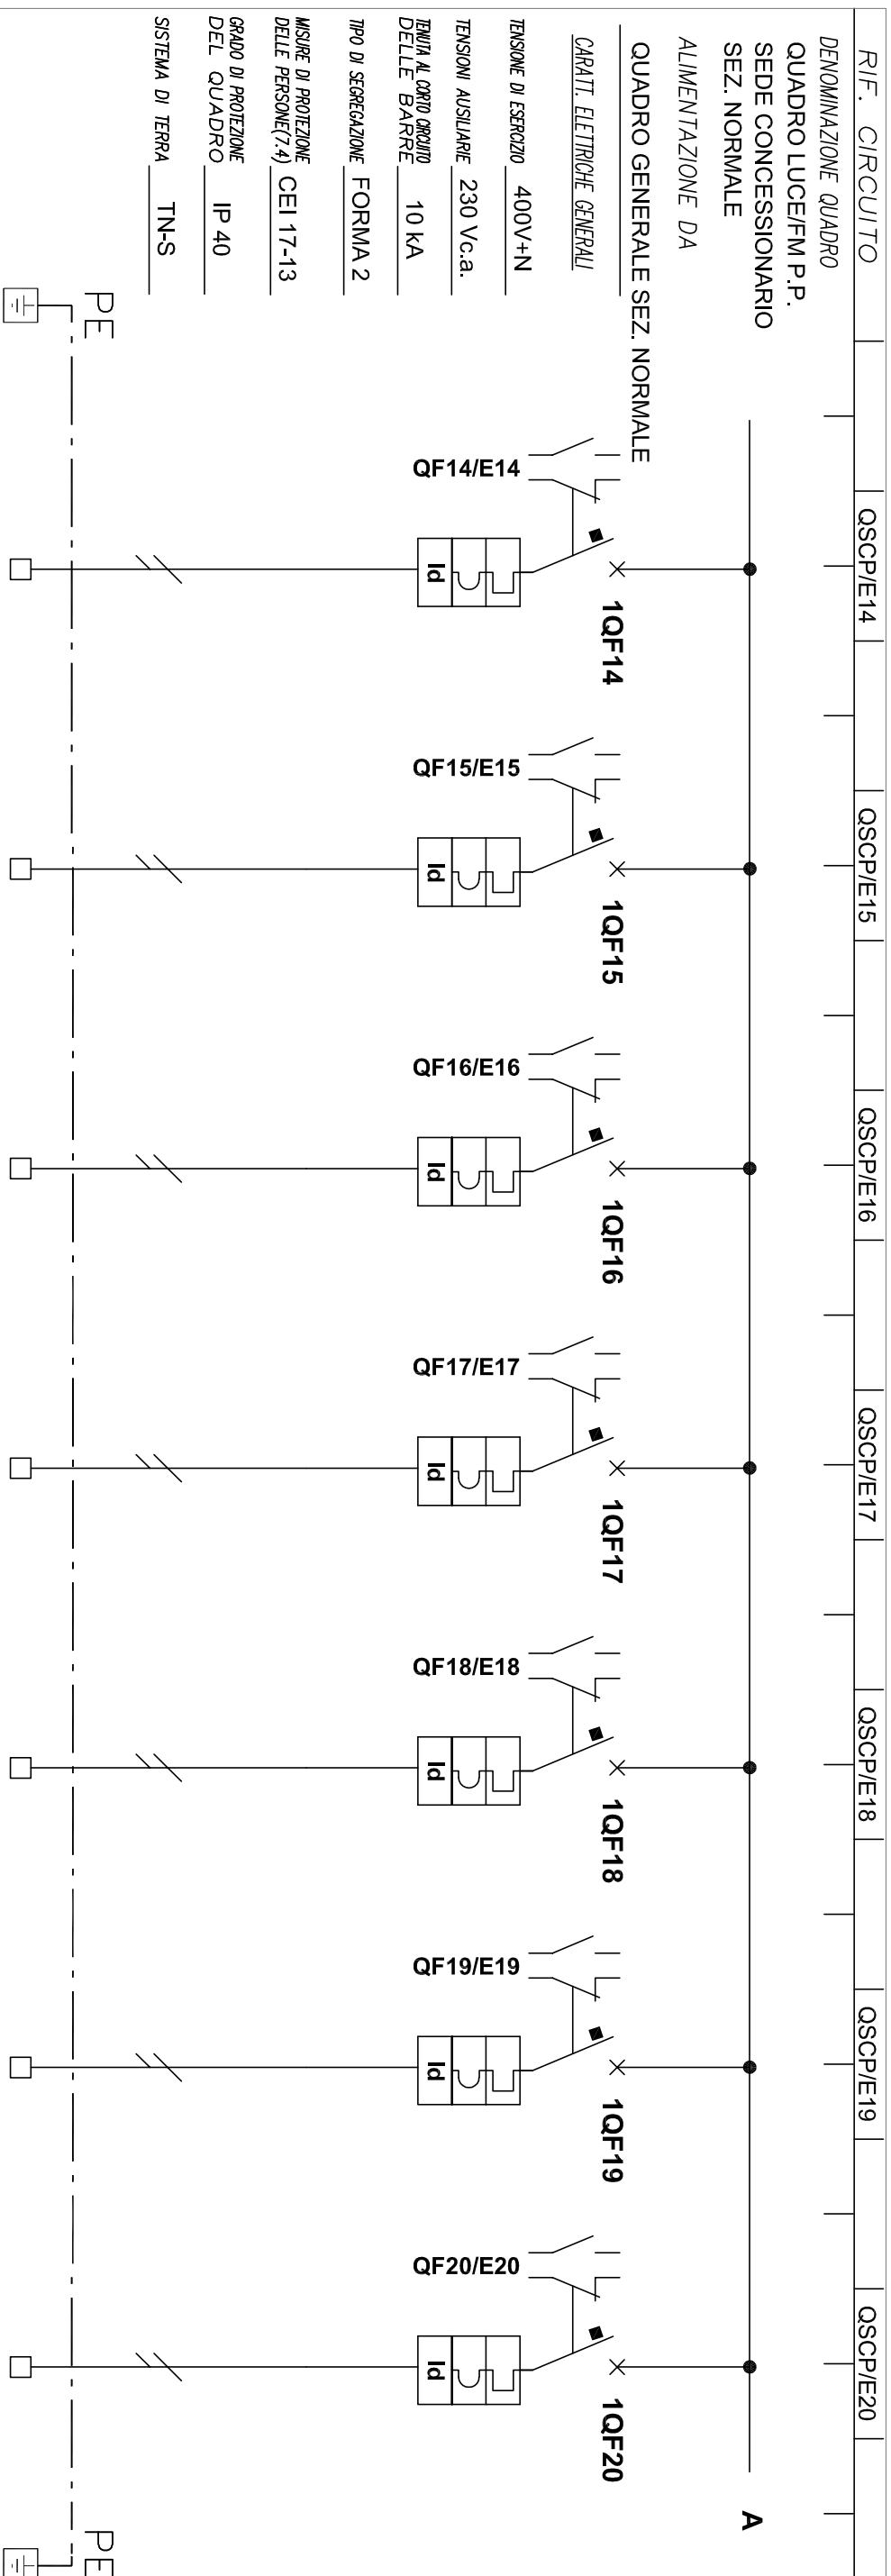 RIF. CIRCUITO
QSCP/E14
QSCP/E15
QSCP/E16
QSCP/E17
QSCP/E18
QSCP/E19
QSCP/E20
DENOMINAZIONE QUADRO
QUADRO LUCE/FM P.P.
SEDE CONCESSIONARIO
SEZ. NORMALE
A
ALIMENTAZIONE DA
QUADRO GENERALE SEZ. NORMALE
CARATT. ELETTRICHE GENERALI
1QF14
1QF15
1QF16
1QF17
1QF18
1QF19
1QF20
TENSIONE DI ESERCIZIO 400V+N
TENSIONI AUSILIARIE 230 Vc.a.
TENUTA AL CORTO CIRCUITO
DELLE BARRE 10 kA
QF14/E14
QF15/E15
QF16/E16
QF17/E17
QF18/E18
QF19/E19
QF20/E20
Id
Id
Id
Id
Id
Id
Id
TIPO DI SEGREGAZIONE FORMA 2
MISURE DI PROTEZIONE
DELLE PERSONE(7.4) CEI 17-13
GRADO DI PROTEZIONE
DEL QUADRO IP 40
SISTEMA DI TERRA TN-S
PE
PE